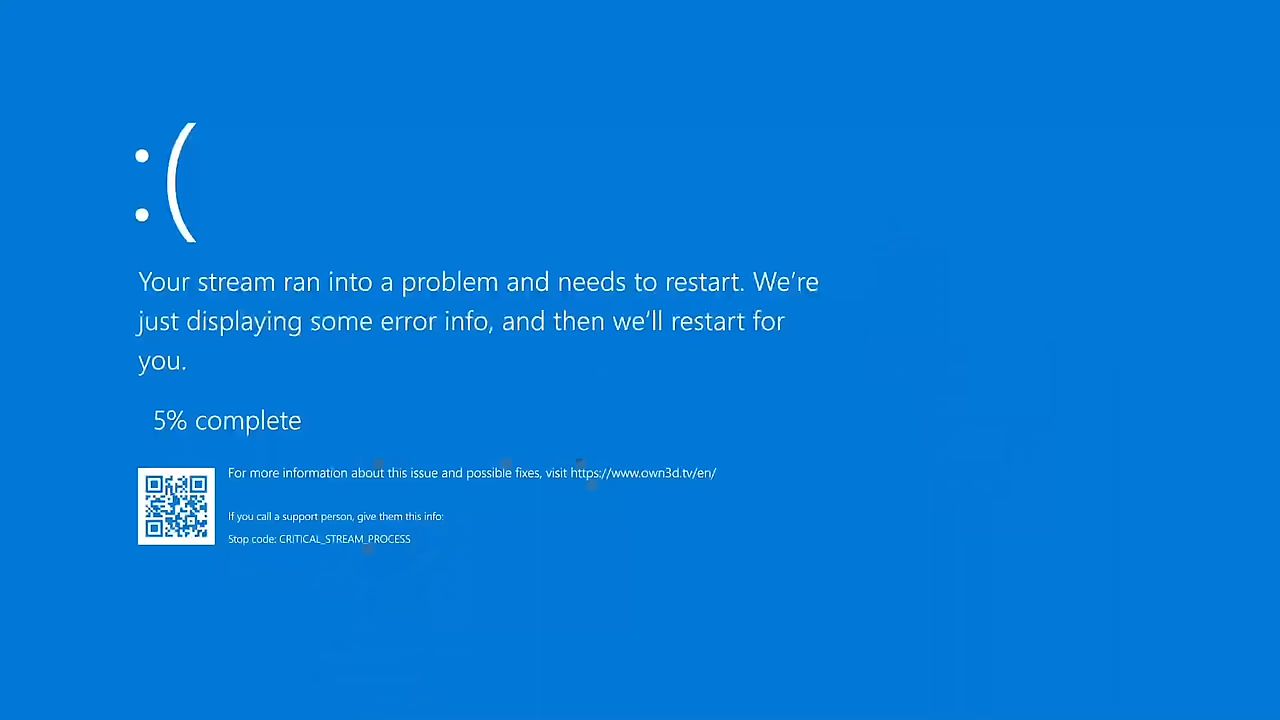 :(
Your stream ran into a problem and needs to restart. We're
just displaying some error info, and then we'll restart for
you.
5% complete
For more information about this issue and possible fixes, visit https://www.own3d.tv/en/
If you call a support person, give them this info:
Stop code: CRITICAL_STREAM_PROCESS